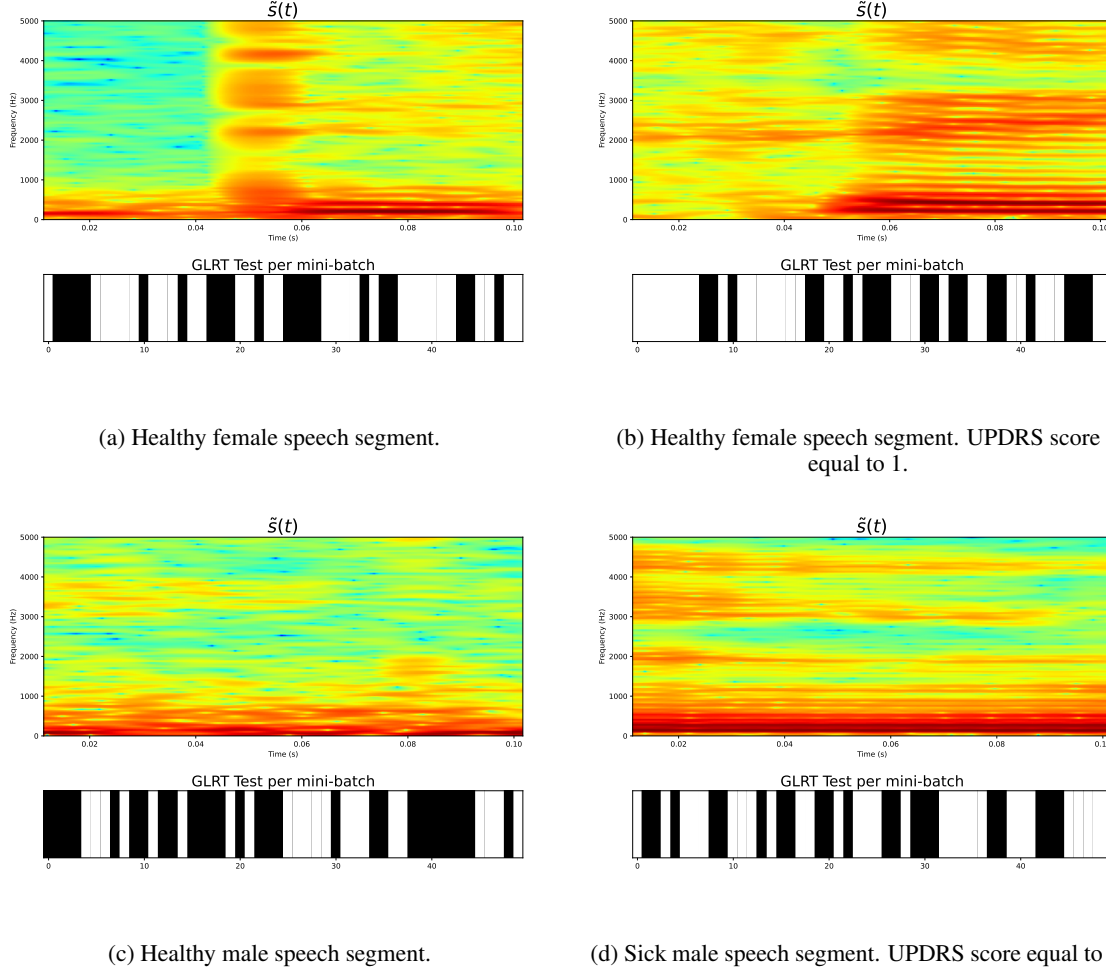 s̃(t)
5000
4000
3000
2000
1000
0
Frequency (Hz)
0.02 0.04 0.06 0.08 0.10
Time (s)
GLRT Test per mini-batch
0 10 20 30 40
(a) Healthy female speech segment.
s̃(t)
5000
4000
3000
2000
1000
0
Frequency (Hz)
0.02 0.04 0.06 0.08 0.10
Time (s)
GLRT Test per mini-batch
0 10 20 30 40
(b) Healthy female speech segment. UPDRS score
equal to 1.
s̃(t)
5000
4000
3000
2000
1000
0
Frequency (Hz)
0.02 0.04 0.06 0.08 0.10
Time (s)
GLRT Test per mini-batch
0 10 20 30 40
(c) Healthy male speech segment.
s̃(t)
5000
4000
3000
2000
1000
0
Frequency (Hz)
0.02 0.04 0.06 0.08 0.10
Time (s)
GLRT Test per mini-batch
0 10 20 30 40
(d) Sick male speech segment. UPDRS score equal to